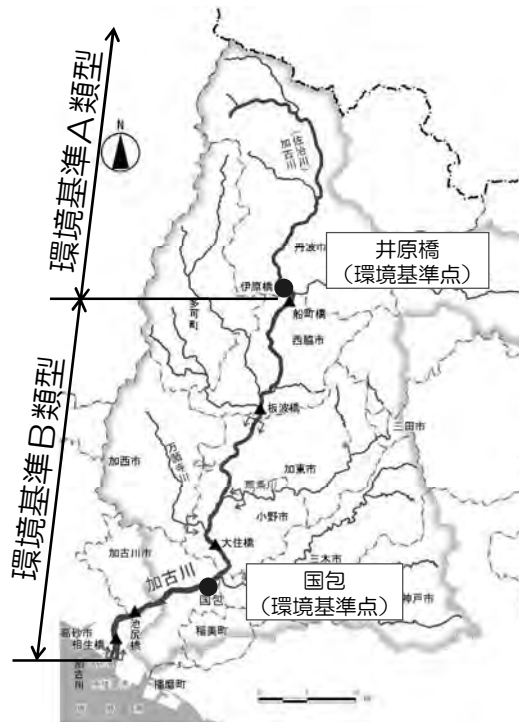 環境基準A類型
環境基準B類型
N
加古川
(佐治川)
丹波市
井原橋
(環境基準点)
伊原橋
船町橋
多可町
西脇市
板波橋
三田市
加西市
万願寺川
加東市
小野市
大住橋
加古川市
三木市
加古川
国包
国包
(環境基準点)
神戸市
池尻橋
高砂市
相生橋
稲美町
加古川
播磨町